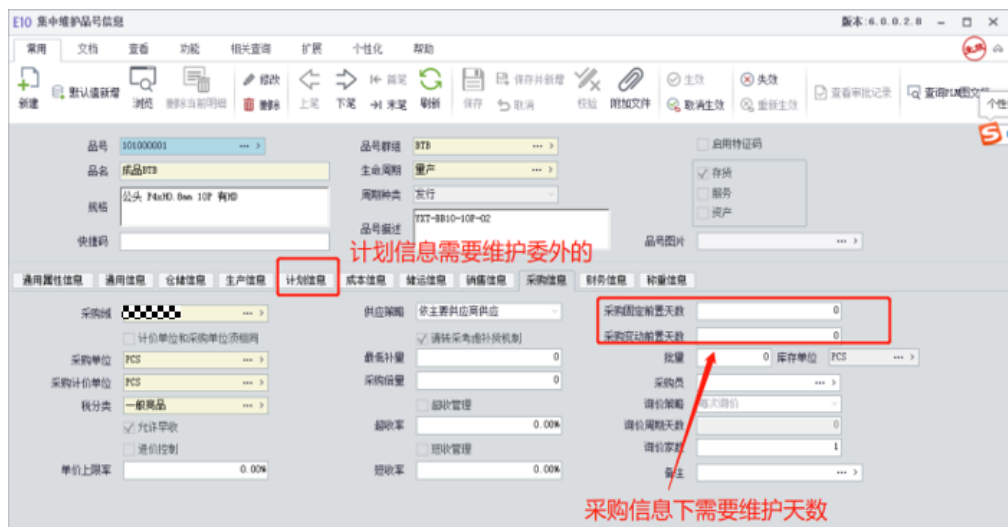 E10 集中维护品号信息 版本:6.0.0.28
常用 文档 查看 功能 相关查询 扩展 个性化 帮助
新建 默认值新增 浏览 删除当前明细 修改 删除 上笔 下笔 首笔 末笔 刷新 保存 保存并新增 取消 校验 附加文件 生效 取消生效 失效 重新生效 查看审批记录
个性
品号 101000001 品号群组 BTB 启用特征码
品名 成品BTB 生命周期 量产 存货
规格 公头 P4xH0.8mm 10P 有HD 周期种类 发行 服务
资产
品号描述 YXT-BB10-10P-02
快捷码 品号图片
计划信息需要维护委外的
通用属性信息 通用信息 仓储信息 生产信息 计划信息 成本信息 储运信息 销售信息 采购信息 财务信息 称重信息
采购域 供应策略 依主要供应商供应 采购固定前置天数 0
计价单位和采购单位须相同 请转采考虑补货机制 采购变动前置天数 0
采购单位 PCS 最低补量 0 批量 0 库存单位 PCS
采购计价单位 PCS 采购倍量 0 采购员
税分类 一般商品 超收管理 询价策略 每次询价
允许早收 超收率 0.00% 询价周期天数 0
进价控制 短收管理 询价家数 1
单价上限率 0.00% 短收率 0.00% 备注
采购信息下需要维护天数